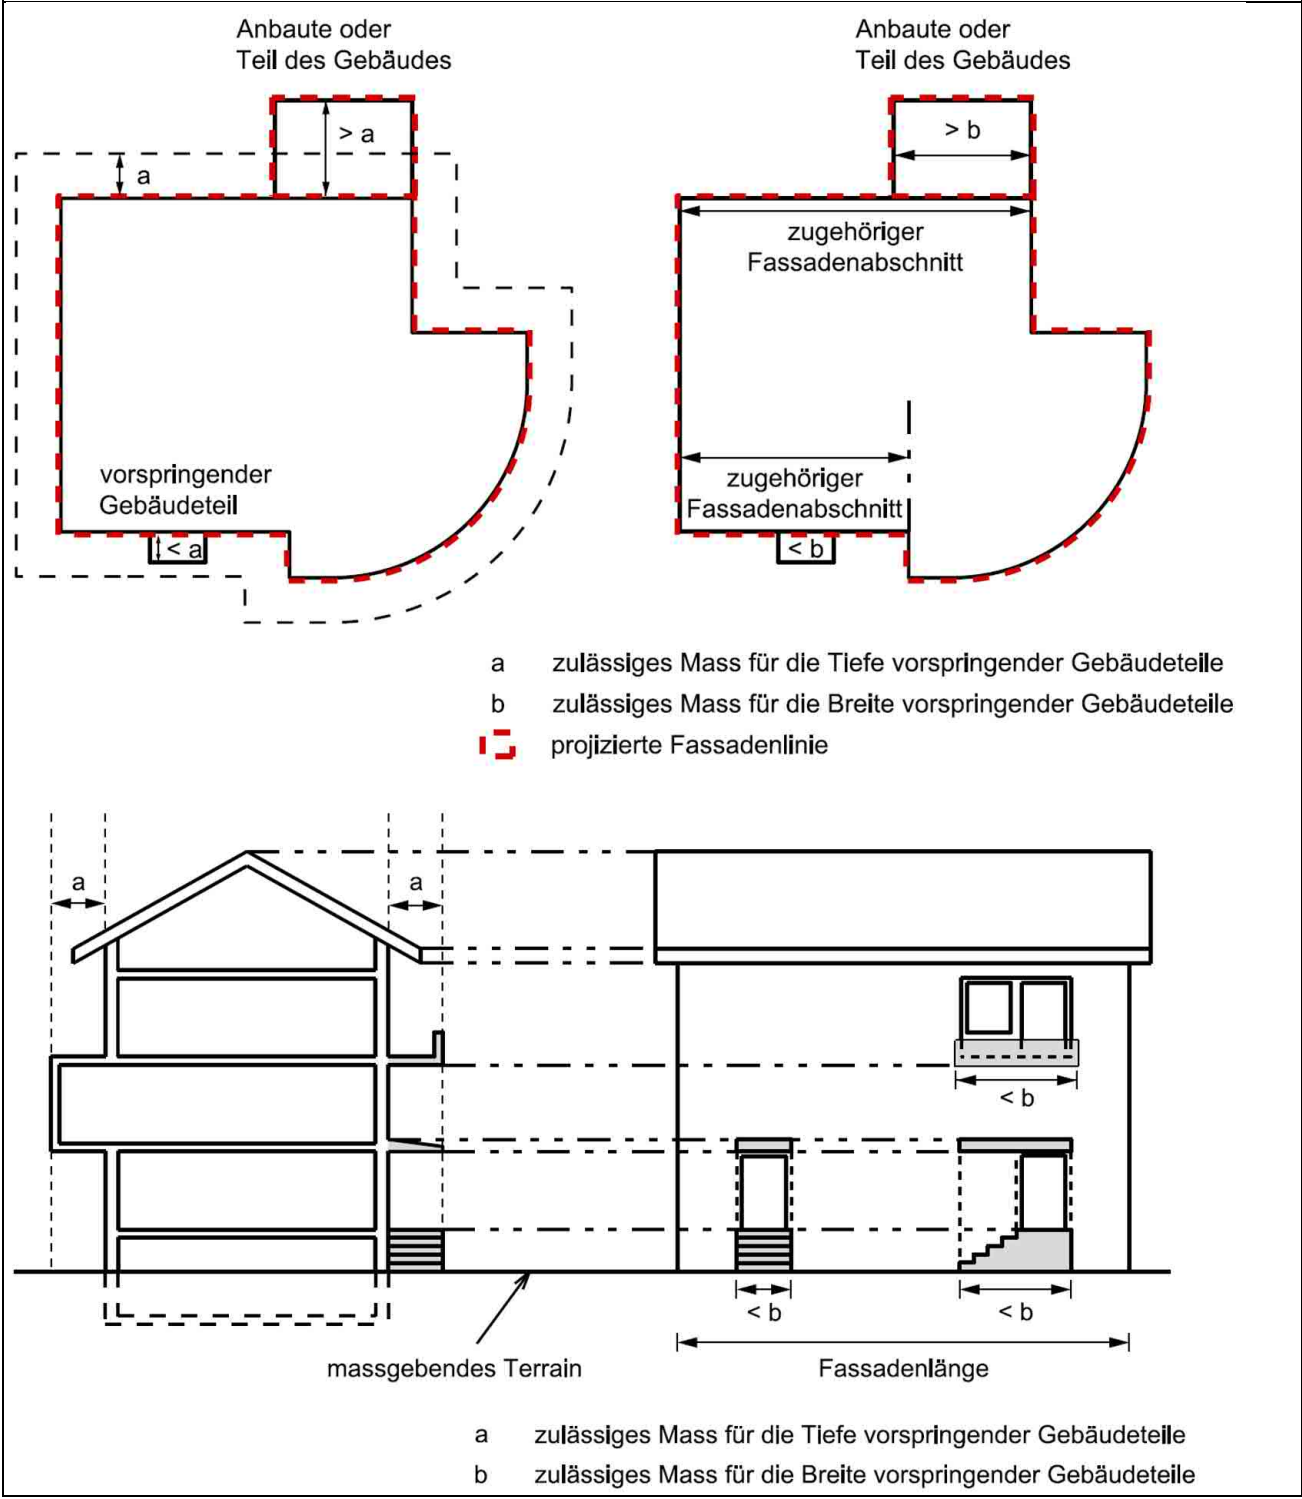 Anbaute oder
Teil des Gebäudes
> a
a
vorspringender
Gebäudeteil
< a
Anbaute oder
Teil des Gebäudes
> b
zugehöriger
Fassadenabschnitt
zugehöriger
Fassadenabschnitt
< b
a zulässiges Mass für die Tiefe vorspringender Gebäudeteile
b zulässiges Mass für die Breite vorspringender Gebäudeteile
projizierte Fassadenlinie
a
a
< b
< b
< b
massgebendes Terrain
Fassadenlänge
a zulässiges Mass für die Tiefe vorspringender Gebäudeteile
b zulässiges Mass für die Breite vorspringender Gebäudeteile